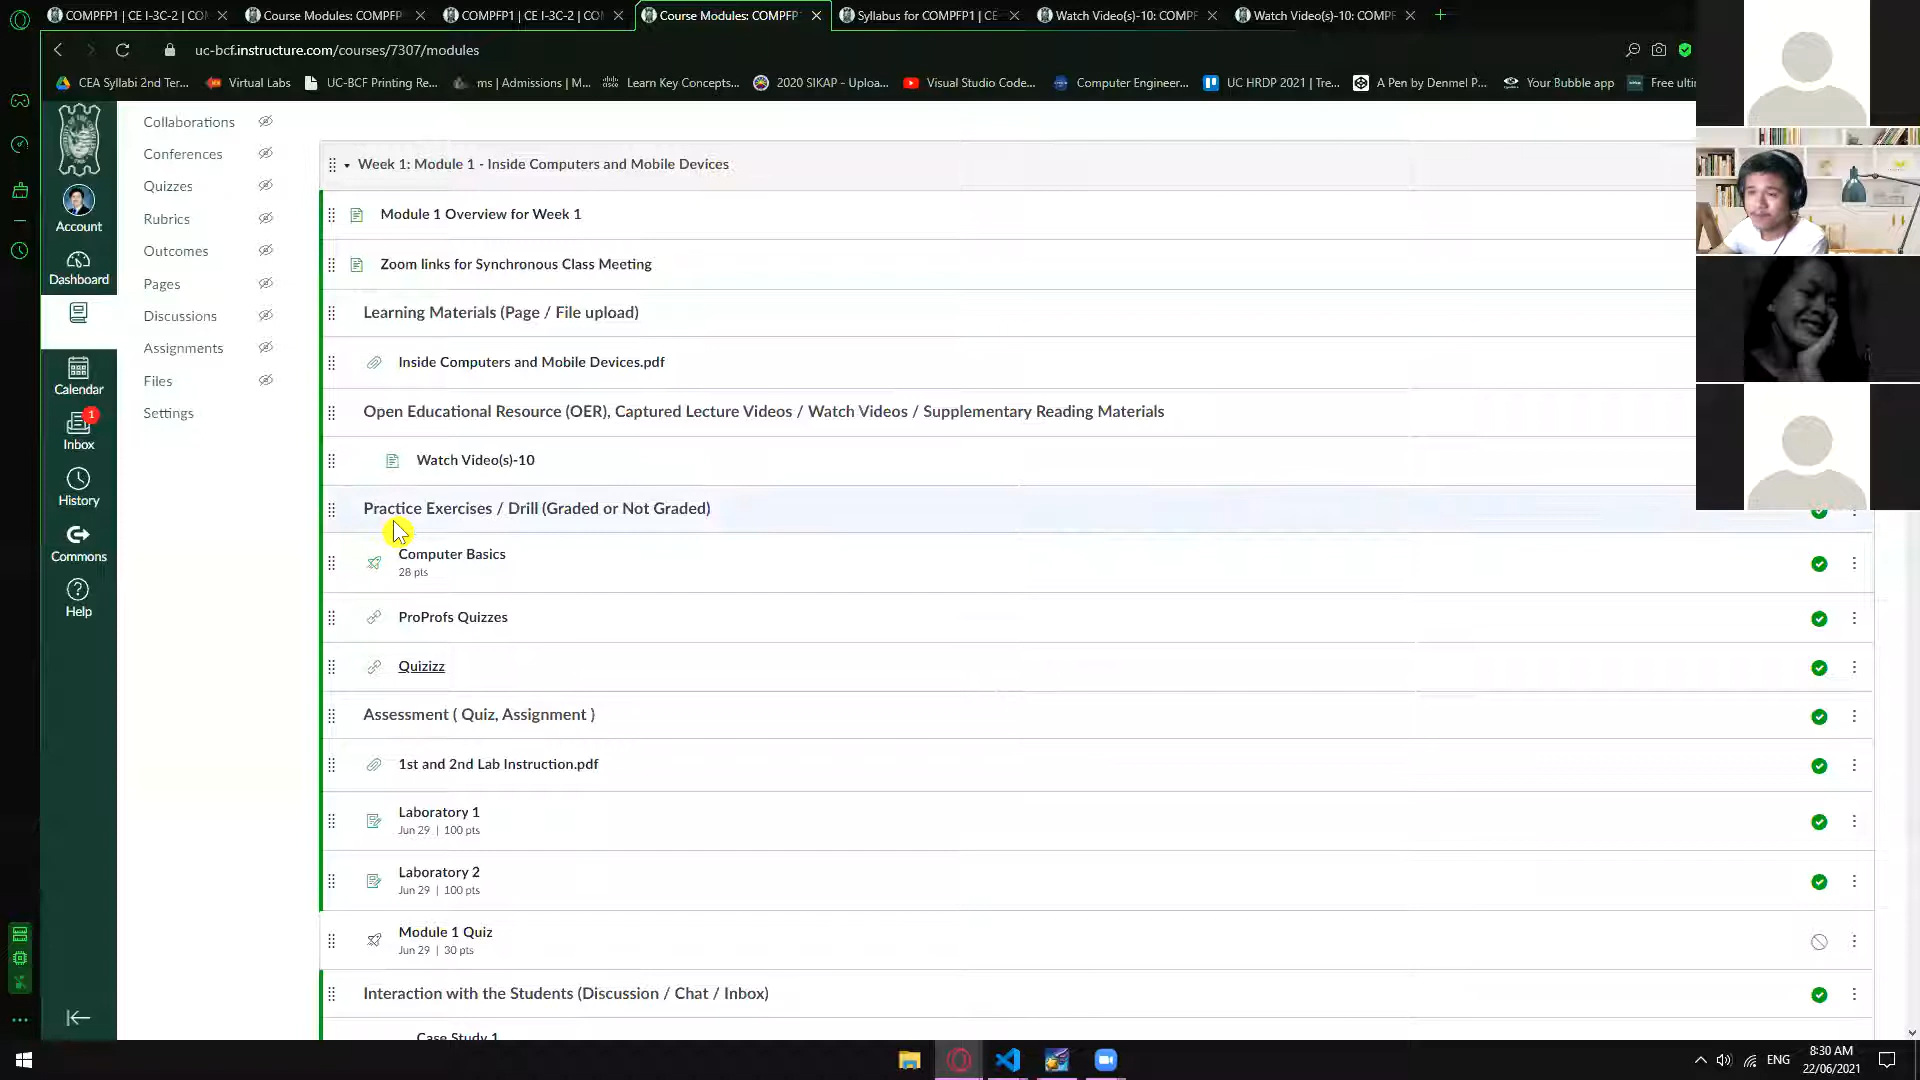 COMPFP1 | CE I-3C-2 | CO
Course Modules: COMPFP
COMPFP1 | CE I-3C-2 | CO
Course Modules: COMPFP
Syllabus for COMPFP1 | CE
Watch Video(s)-10: COMPF
Watch Video(s)-10: COMPF
uc-bcf.instructure.com/courses/7307/modules
CEA Syllabi 2nd Ter...
Virtual Labs
UC-BCF Printing Re...
ms | Admissions | M...
Learn Key Concepts...
2020 SIKAP - Uploa...
Visual Studio Code...
Computer Engineer...
UC HRDP 2021 | Tre...
A Pen by Denmel P...
Your Bubble app
Free ulti
Account
Dashboard
Calendar
1
Inbox
History
Commons
Help
Collaborations
Conferences
Quizzes
Rubrics
Outcomes
Pages
Discussions
Assignments
Files
Settings
Week 1: Module 1 - Inside Computers and Mobile Devices
Module 1 Overview for Week 1
Zoom links for Synchronous Class Meeting
Learning Materials (Page / File upload)
Inside Computers and Mobile Devices.pdf
Open Educational Resource (OER), Captured Lecture Videos / Watch Videos / Supplementary Reading Materials
Watch Video(s)-10
Practice Exercises / Drill (Graded or Not Graded)
Computer Basics
28 pts
ProProfs Quizzes
Quizizz
Assessment ( Quiz, Assignment )
1st and 2nd Lab Instruction.pdf
Laboratory 1
Jun 29 | 100 pts
Laboratory 2
Jun 29 | 100 pts
Module 1 Quiz
Jun 29 | 30 pts
Interaction with the Students (Discussion / Chat / Inbox)
Case Study 1
ENG
8:30 AM
22/06/2021